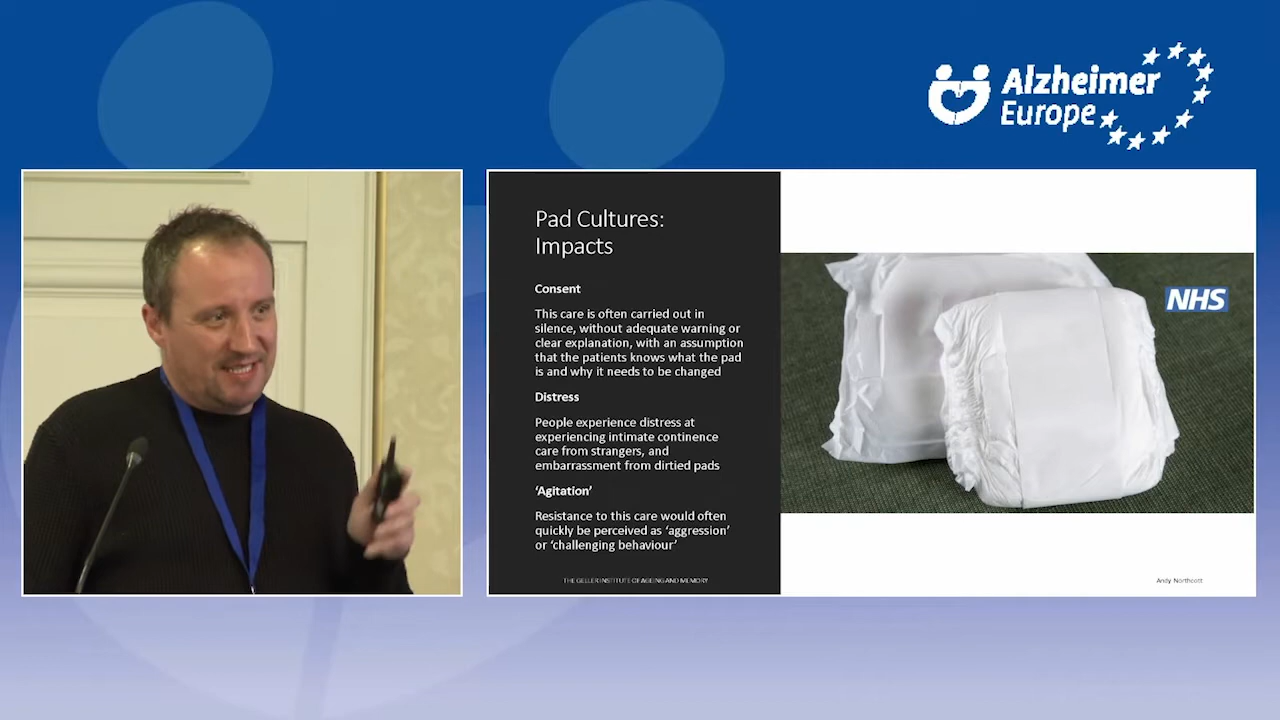 Alzheimer
Europe
Pad Cultures:
Impacts
Consent
This care is often carried out in
silence, without adequate warning or
clear explanation, with an assumption
that the patients knows what the pad
is and why it needs to be changed
Distress
People experience distress at
experiencing intimate continence
care from strangers, and
embarrassment from dirtied pads
‘Agitation’
Resistance to this care would often
quickly be perceived as ‘aggression’
or ‘challenging behaviour’
THE GELLER INSTITUTE OF AGEING AND MEMORY
NHS
Andy Northcott